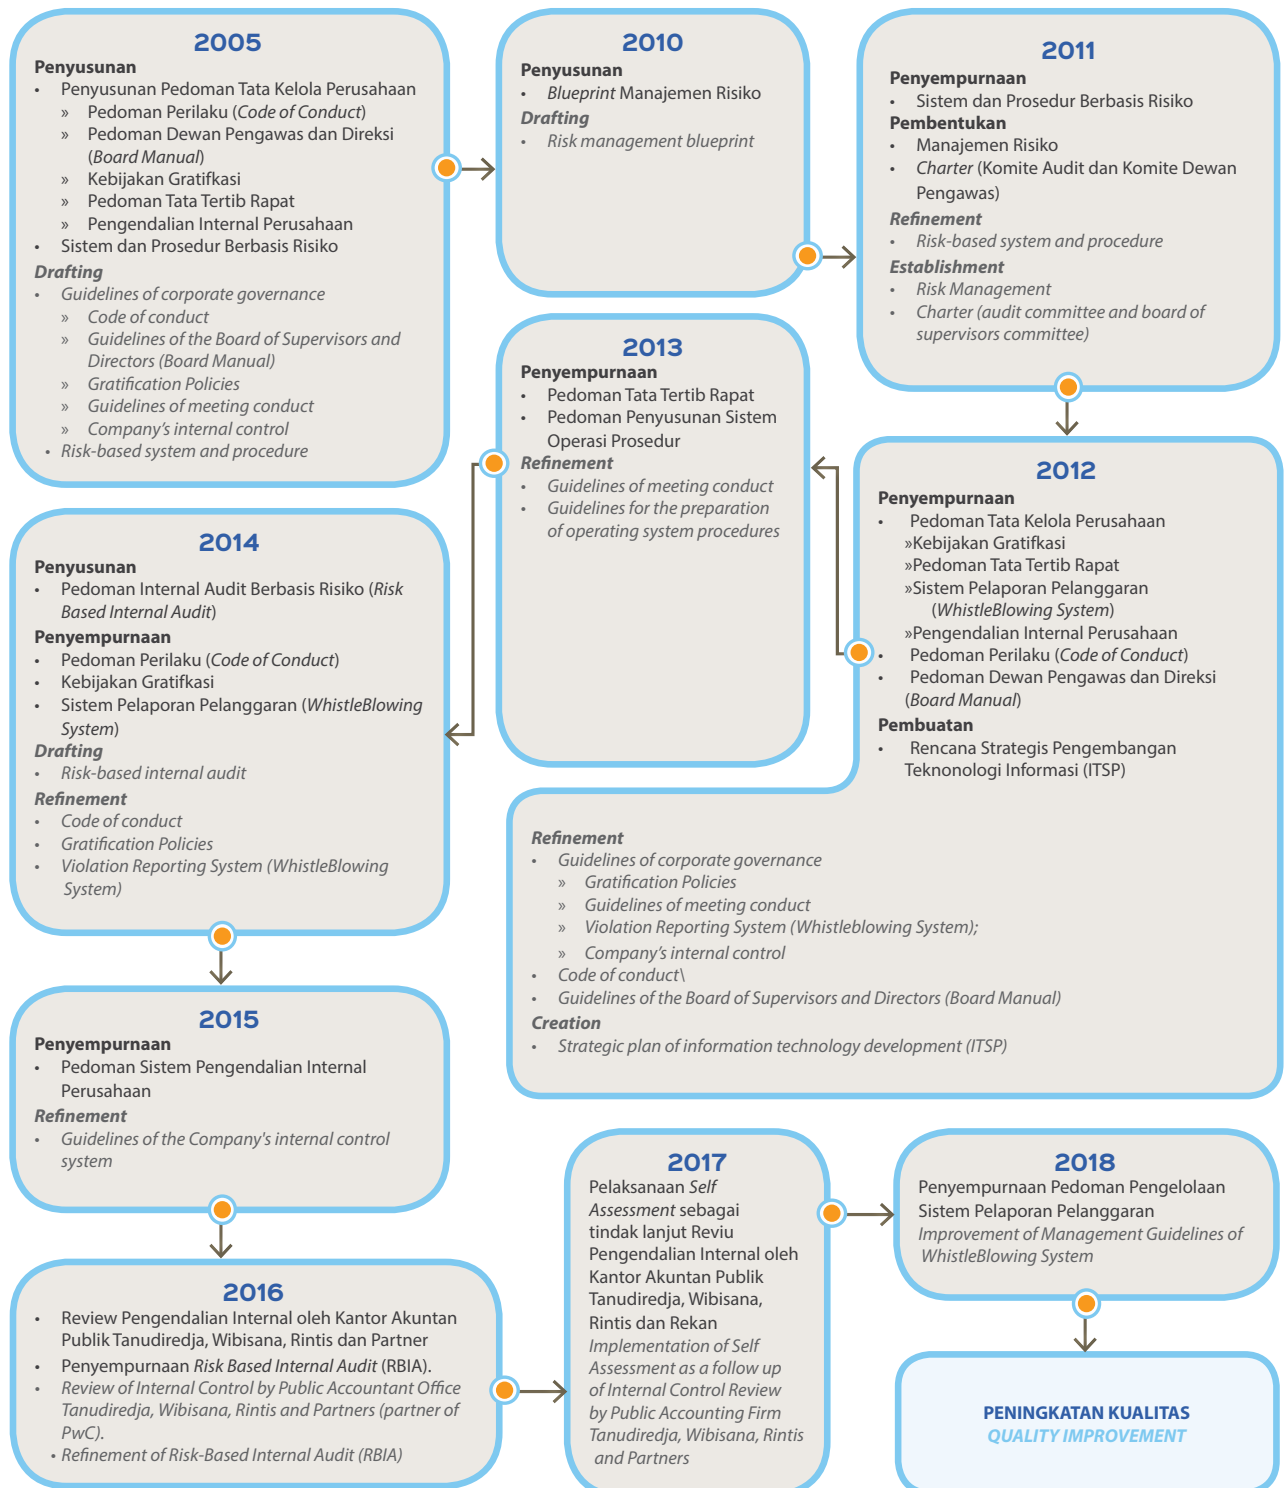 2005
Penyusunan
• Penyusunan Pedoman Tata Kelola Perusahaan
» Pedoman Perilaku (Code of Conduct)
» Pedoman Dewan Pengawas dan Direksi
(Board Manual)
» Kebijakan Gratifkasi
» Pedoman Tata Tertib Rapat
» Pengendalian Internal Perusahaan
• Sistem dan Prosedur Berbasis Risiko
Drafting
• Guidelines of corporate governance
» Code of conduct
» Guidelines of the Board of Supervisors and
Directors (Board Manual)
» Gratification Policies
» Guidelines of meeting conduct
» Company’s internal control
• Risk-based system and procedure
2010
Penyusunan
• Blueprint Manajemen Risiko
Drafting
• Risk management blueprint
2011
Penyempurnaan
• Sistem dan Prosedur Berbasis Risiko
Pembentukan
• Manajemen Risiko
• Charter (Komite Audit dan Komite Dewan
Pengawas)
Refinement
• Risk-based system and procedure
Establishment
• Risk Management
• Charter (audit committee and board of
supervisors committee)
2012
Penyempurnaan
• Pedoman Tata Kelola Perusahaan
»Kebijakan Gratifkasi
»Pedoman Tata Tertib Rapat
»Sistem Pelaporan Pelanggaran
(WhistleBlowing System)
»Pengendalian Internal Perusahaan
• Pedoman Perilaku (Code of Conduct)
• Pedoman Dewan Pengawas dan Direksi
(Board Manual)
Pembuatan
• Rencana Strategis Pengembangan
Teknonologi Informasi (ITSP)
Refinement
• Guidelines of corporate governance
» Gratification Policies
» Guidelines of meeting conduct
» Violation Reporting System (Whistleblowing System);
» Company’s internal control
• Code of conduct\
• Guidelines of the Board of Supervisors and Directors (Board Manual)
Creation
• Strategic plan of information technology development (ITSP)
2013
Penyempurnaan
• Pedoman Tata Tertib Rapat
• Pedoman Penyusunan Sistem
Operasi Prosedur
Refinement
• Guidelines of meeting conduct
• Guidelines for the preparation
of operating system procedures
2014
Penyusunan
• Pedoman Internal Audit Berbasis Risiko (Risk
Based Internal Audit)
Penyempurnaan
• Pedoman Perilaku (Code of Conduct)
• Kebijakan Gratifkasi
• Sistem Pelaporan Pelanggaran (WhistleBlowing
System)
Drafting
• Risk-based internal audit
Refinement
• Code of conduct
• Gratification Policies
• Violation Reporting System (WhistleBlowing
System)
2015
Penyempurnaan
• Pedoman Sistem Pengendalian Internal
Perusahaan
Refinement
• Guidelines of the Company's internal control
system
2016
• Review Pengendalian Internal oleh Kantor Akuntan
Publik Tanudiredja, Wibisana, Rintis dan Partner
• Penyempurnaan Risk Based Internal Audit (RBIA).
• Review of Internal Control by Public Accountant Office
Tanudiredja, Wibisana, Rintis and Partners (partner of
PwC).
• Refinement of Risk-Based Internal Audit (RBIA)
2017
Pelaksanaan Self
Assessment sebagai
tindak lanjut Reviu
Pengendalian Internal oleh
Kantor Akuntan Publik
Tanudiredja, Wibisana,
Rintis dan Rekan
Implementation of Self
Assessment as a follow up
of Internal Control Review
by Public Accounting Firm
Tanudiredja, Wibisana, Rintis
and Partners
2018
Penyempurnaan Pedoman Pengelolaan
Sistem Pelaporan Pelanggaran
Improvement of Management Guidelines of
WhistleBlowing System
PENINGKATAN KUALITAS
QUALITY IMPROVEMENT